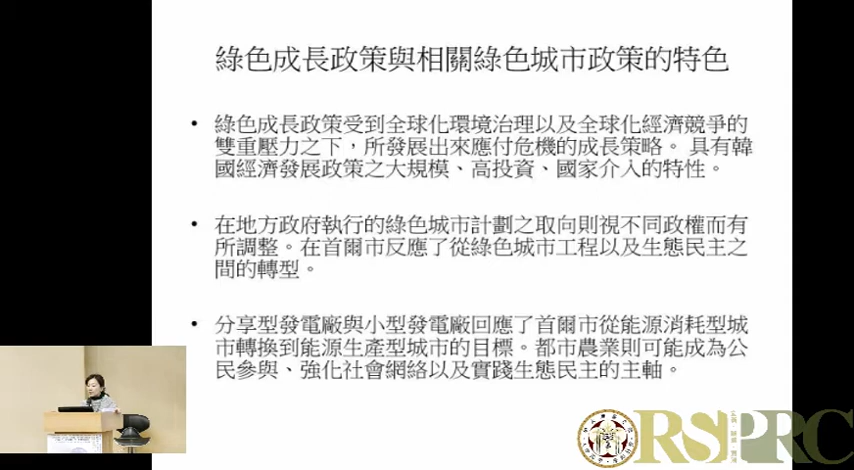 綠色成長政策與相關綠色城市政策的特色
• 綠色成長政策受到全球化環境治理以及全球化經濟競爭的
雙重壓力之下，所發展出來應付危機的成長策略。 具有韓
國經濟發展政策之大規模、高投資、國家介入的特性。
• 在地方政府執行的綠色城市計劃之取向則視不同政權而有
所調整。在首爾市反應了從綠色城市工程以及生態民主之
間的轉型。
• 分享型發電廠與小型發電廠回應了首爾市從能源消耗型城
市轉換到能源生產型城市的目標。都市農業則可能成為公
民參與、強化社會網絡以及實踐生態民主的主軸。
RSPRC